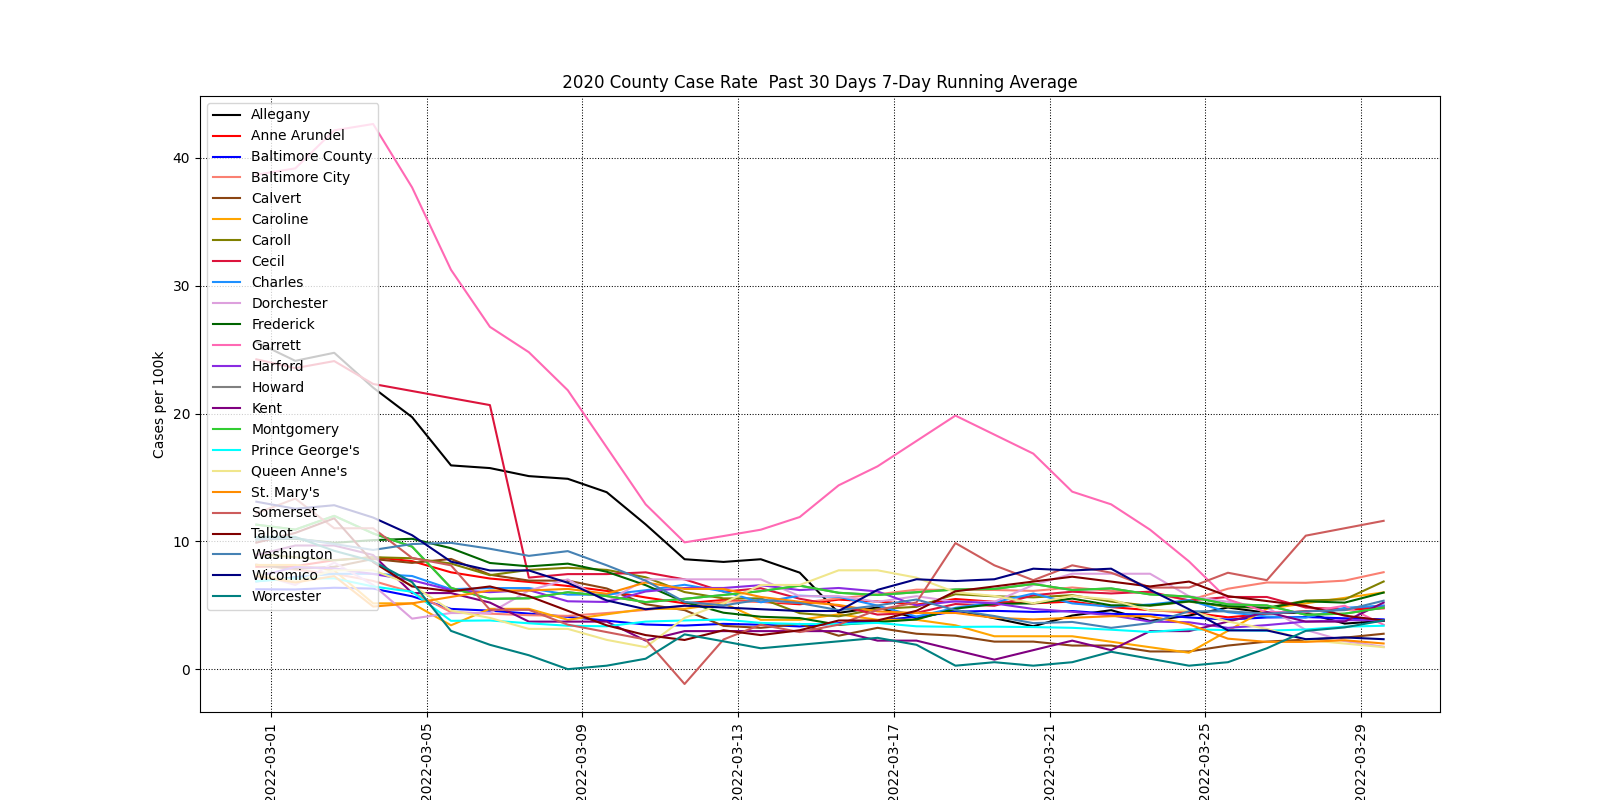 2020 County Case Rate  Past 30 Days 7-Day Running Average
Cases per 100k
40
30
20
10
0
Allegany
Anne Arundel
Baltimore County
Baltimore City
Calvert
Caroline
Caroll
Cecil
Charles
Dorchester
Frederick
Garrett
Harford
Howard
Kent
Montgomery
Prince George's
Queen Anne's
St. Mary's
Somerset
Talbot
Washington
Wicomico
Worcester
2022-03-01
2022-03-05
2022-03-09
2022-03-13
2022-03-17
2022-03-21
2022-03-25
2022-03-29